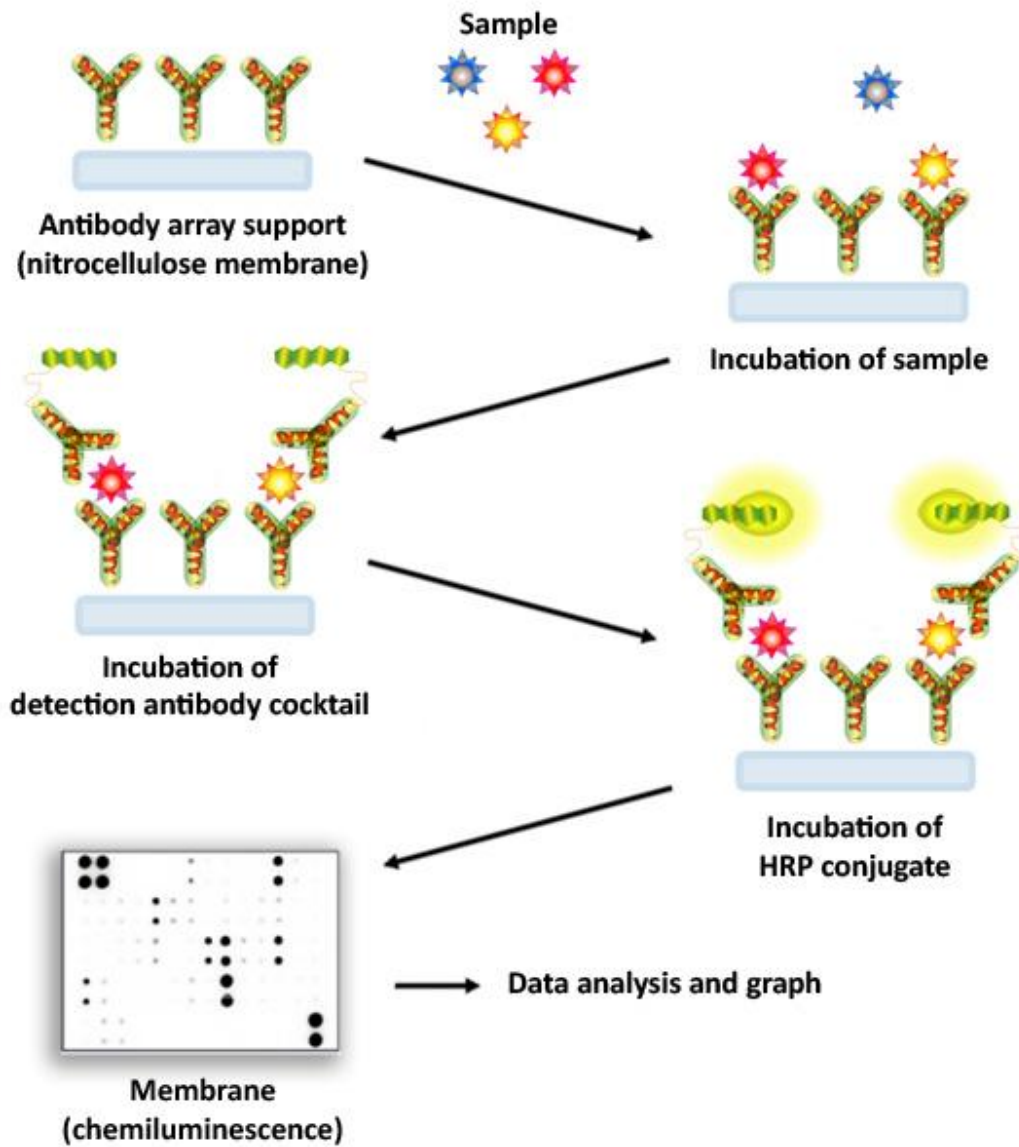 Sample
Antibody array support
(nitrocellulose membrane)
Incubation of sample
Incubation of
detection antibody cocktail
Incubation of
HRP conjugate
Data analysis and graph
Membrane
(chemiluminescence)